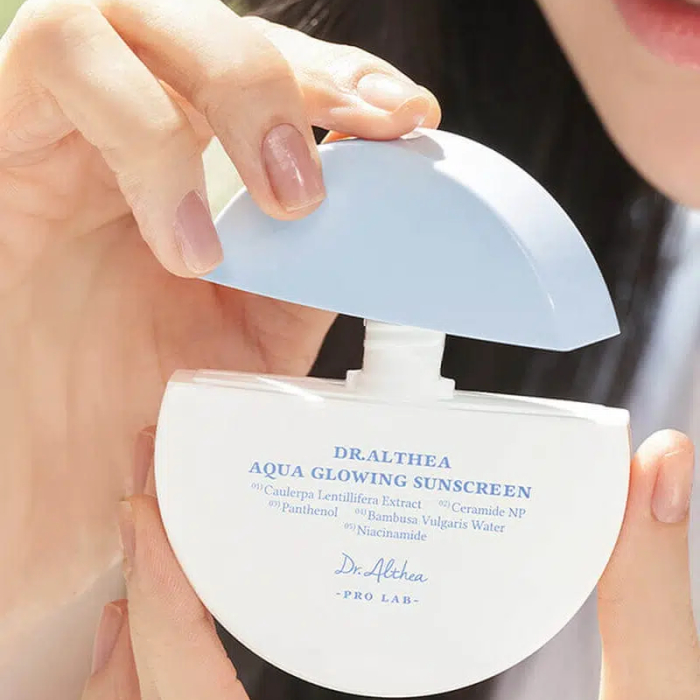 DR.ALTHEA
AQUA GLOWING SUNSCREEN
01)Caulerpa Lentillifera Extract 02)Ceramide NP
03)Panthenol 04)Bambusa Vulgaris Water
05)Niacinamide
Dr.Althea
-PRO LAB-